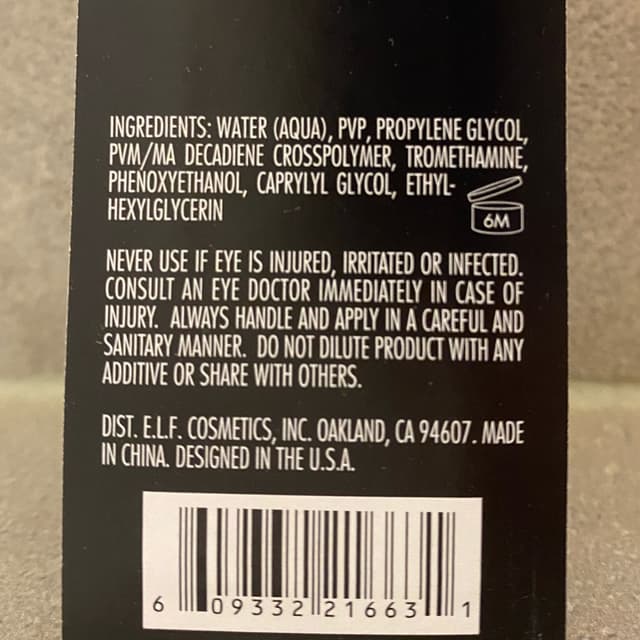 INGREDIENTS: WATER (AQUA), PVP, PROPYLENE GLYCOL,
PVM/MA DECADIENE CROSSPOLYMER, TROMETHAMINE,
PHENOXYETHANOL, CAPRYLYL GLYCOL, ETHYL-
HEXYLGLYCERIN
6M
NEVER USE IF EYE IS INJURED, IRRITATED OR INFECTED.
CONSULT AN EYE DOCTOR IMMEDIATELY IN CASE OF
INJURY. ALWAYS HANDLE AND APPLY IN A CAREFUL AND
SANITARY MANNER. DO NOT DILUTE PRODUCT WITH ANY
ADDITIVE OR SHARE WITH OTHERS.
DIST. E.L.F. COSMETICS, INC. OAKLAND, CA 94607. MADE
IN CHINA. DESIGNED IN THE U.S.A.
6 09332 21663 1